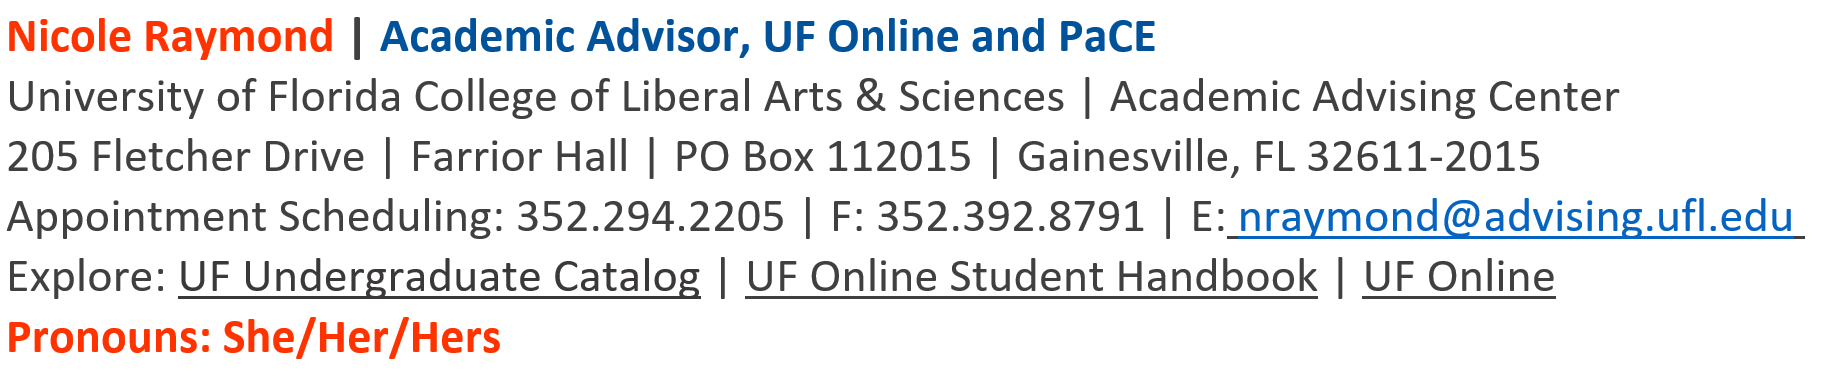 Nicole Raymond | Academic Advisor, UF Online and PaCE
University of Florida College of Liberal Arts & Sciences | Academic Advising Center
205 Fletcher Drive | Farrior Hall | PO Box 112015 | Gainesville, FL 32611-2015
Appointment Scheduling: 352.294.2205 | F: 352.392.8791 | E: nraymond@advising.ufl.edu
Explore: UF Undergraduate Catalog | UF Online Student Handbook | UF Online
Pronouns: She/Her/Hers